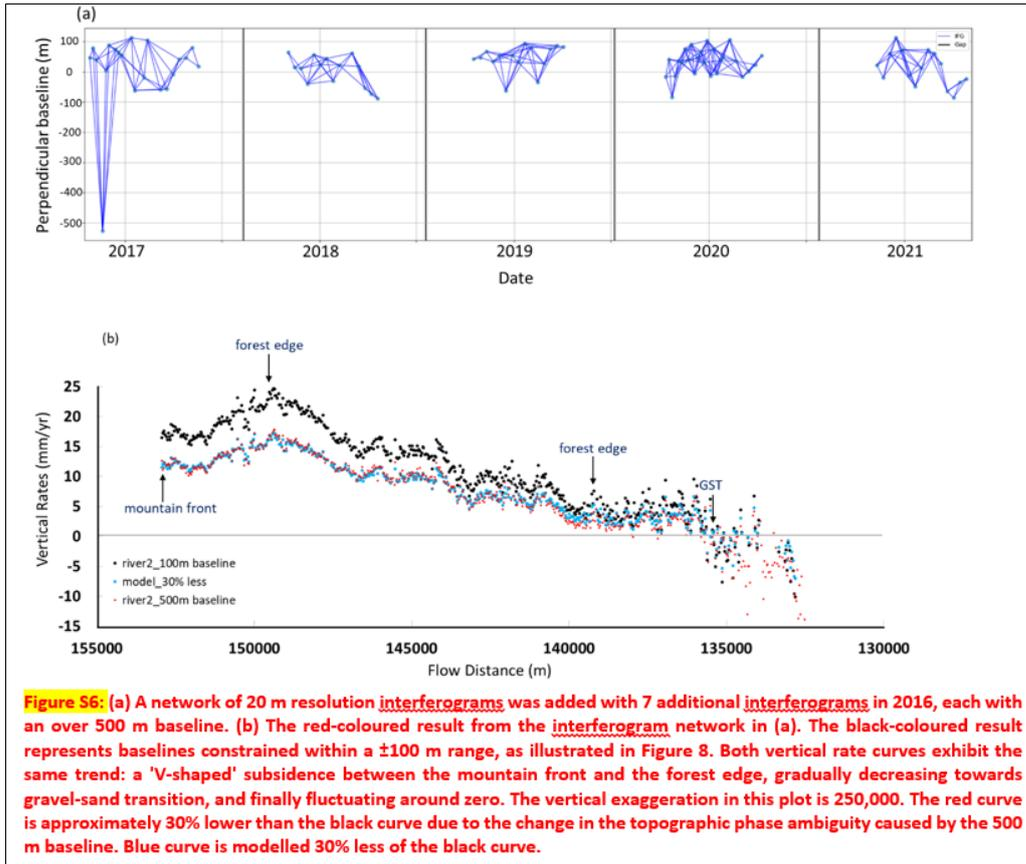 (a)
Perpendicular baseline (m)
100
0
-100
-200
-300
-400
-500
IFG
Gap
2017 2018 2019 2020 2021
Date
(b)
forest edge
Vertical Rates (mm/yr)
25
20
15
10
5
0
-5
-10
-15
forest edge
GST
mountain front
river2_100m baseline
model_30% less
river2_500m baseline
155000 150000 145000 140000 135000 130000
Flow Distance (m)
Figure S6: (a) A network of 20 m resolution interferograms was added with 7 additional interferograms in 2016, each with
an over 500 m baseline. (b) The red-coloured result from the interferogram network in (a). The black-coloured result
represents baselines constrained within a ±100 m range, as illustrated in Figure 8. Both vertical rate curves exhibit the
same trend: a 'V-shaped' subsidence between the mountain front and the forest edge, gradually decreasing towards
gravel-sand transition, and finally fluctuating around zero. The vertical exaggeration in this plot is 250,000. The red curve
is approximately 30% lower than the black curve due to the change in the topographic phase ambiguity caused by the 500
m baseline. Blue curve is modelled 30% less of the black curve.